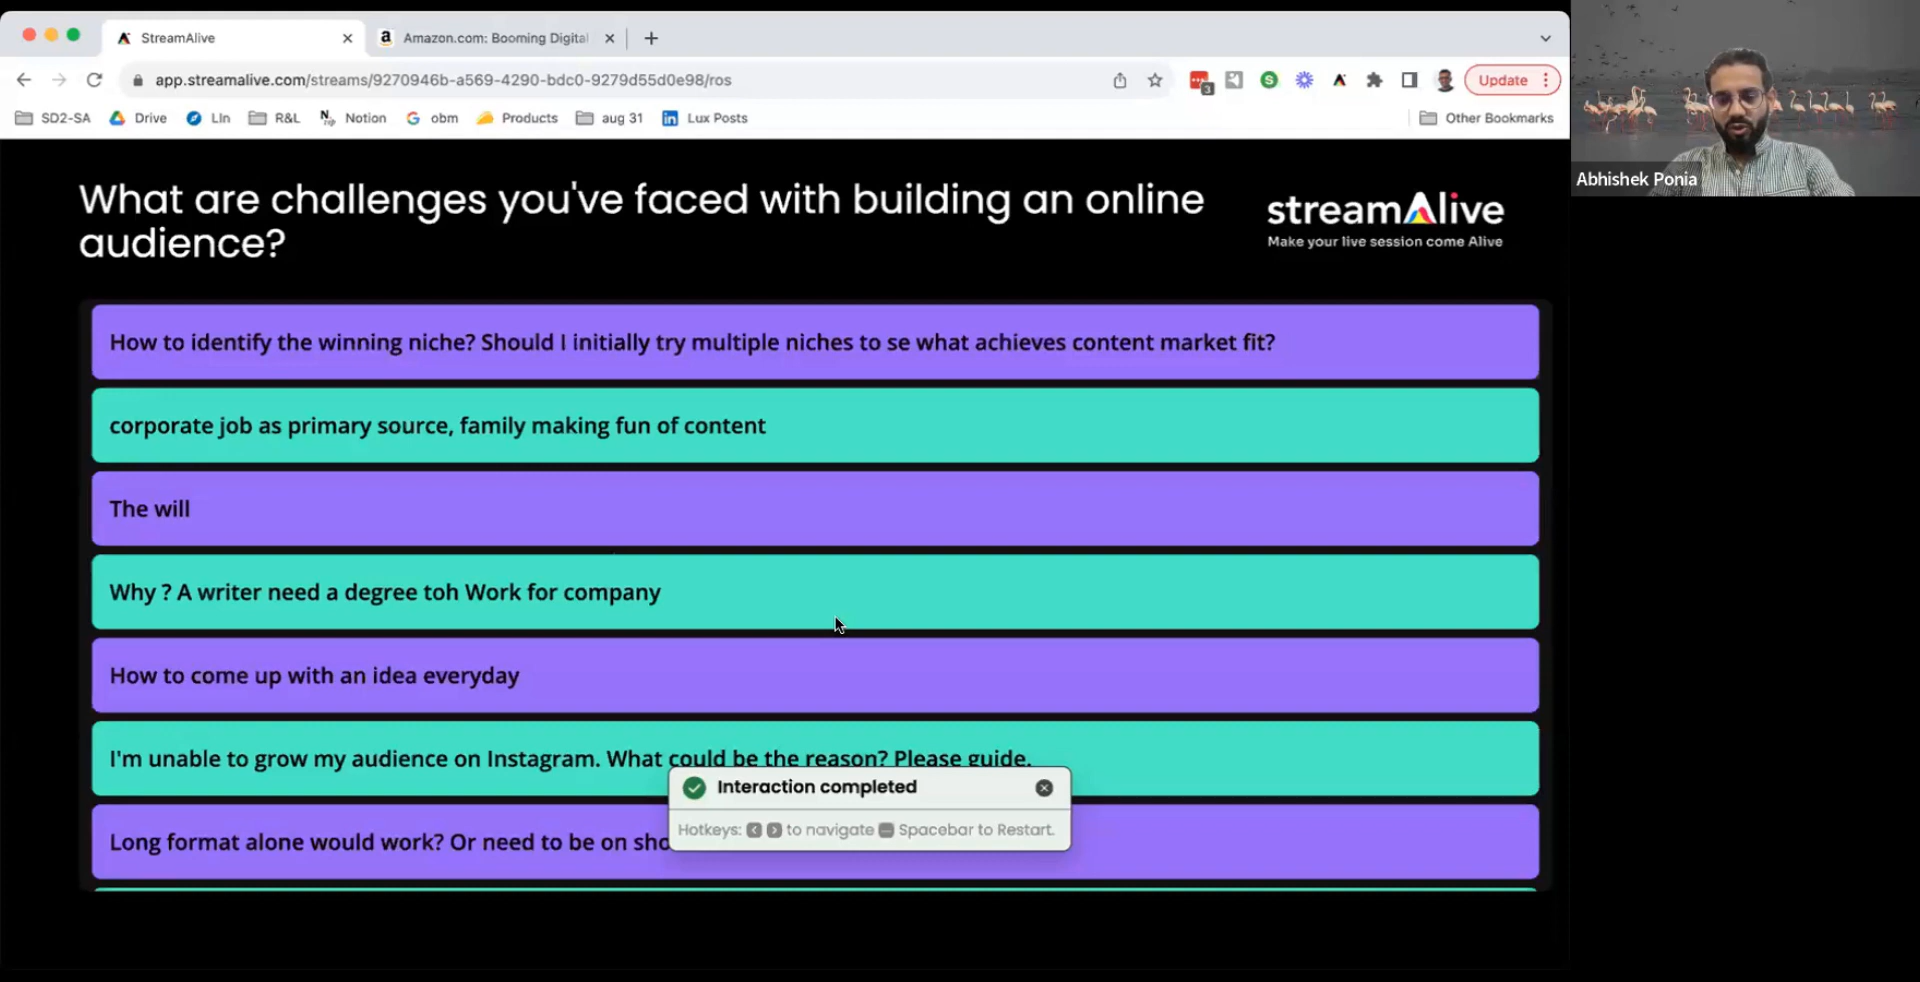 StreamAlive
Amazon.com: Booming Digital
app.streamalive.com/streams/9270946b-a569-4290-bdc0-9279d55d0e98/ros
3
Update
SD2-SA
Drive
LIn
R&L
Notion
obm
Products
aug 31
Lux Posts
Other Bookmarks
Abhishek Ponia
What are challenges you've faced with building an online
audience?
streamAlive
Make your live session come Alive
How to identify the winning niche? Should I initially try multiple niches to se what achieves content market fit?
corporate job as primary source, family making fun of content
The will
Why ? A writer need a degree toh Work for company
How to come up with an idea everyday
I'm unable to grow my audience on Instagram. What could be the reason? Please guide.
Interaction completed
Hotkeys: < > to navigate Spacebar to Restart.
Long format alone would work? Or need to be on